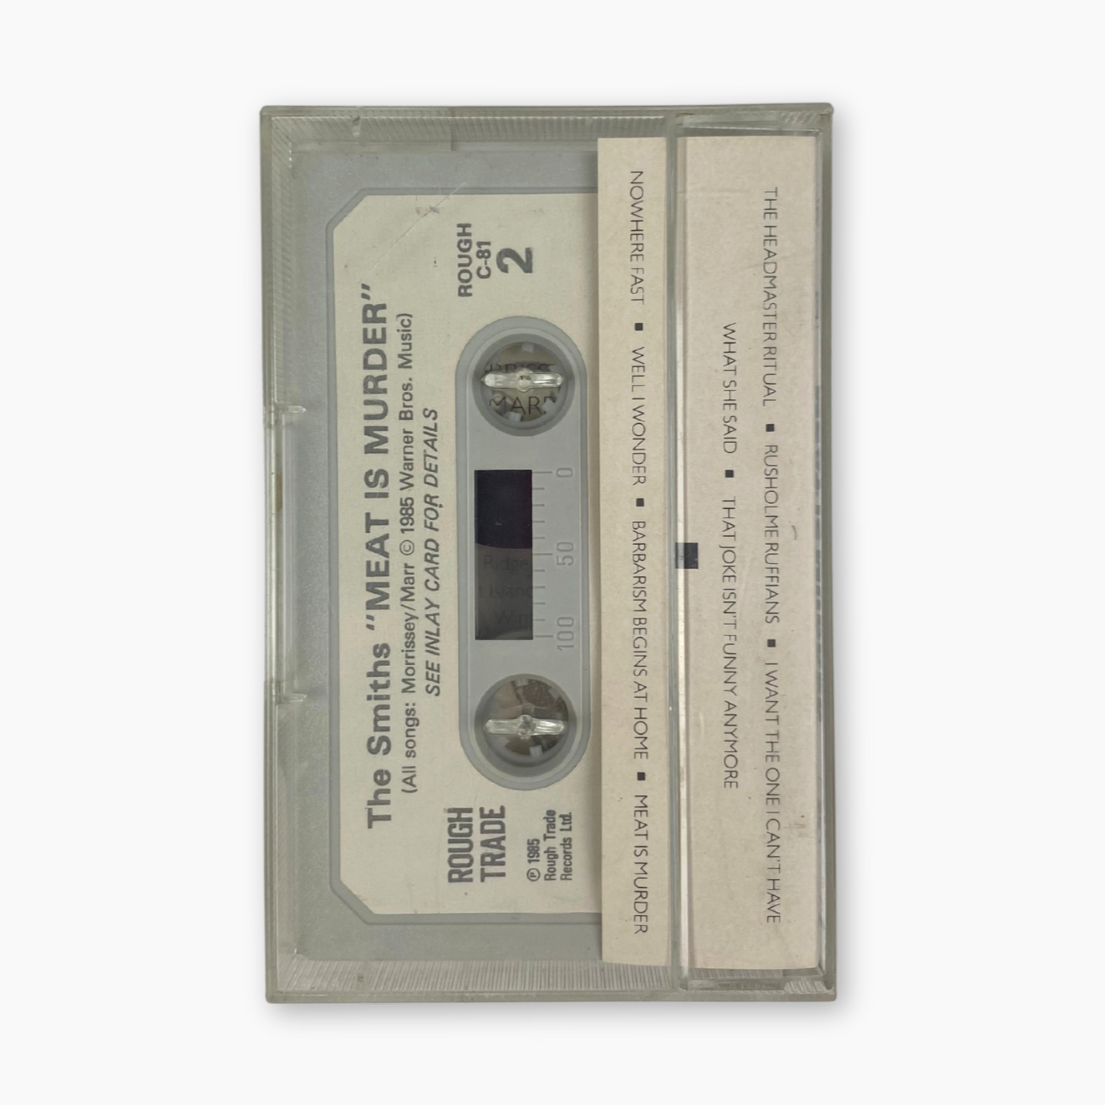 The Smiths "MEAT IS MURDER"
(All songs: Morrissey/Marr © 1985 Warner Bros. Music)
SEE INLAY CARD FOR DETAILS
ROUGH
C-81
2
0 50 100
ROUGH
TRADE
℗ 1985
Rough Trade
Records Ltd.
THE HEADMASTER RITUAL ■ RUSHOLME RUFFIANS ■ I WANT THE ONE I CAN'T HAVE
WHAT SHE SAID ■ THAT JOKE ISN'T FUNNY ANYMORE
NOWHERE FAST ■ WELL I WONDER ■ BARBARISM BEGINS AT HOME ■ MEAT IS MURDER